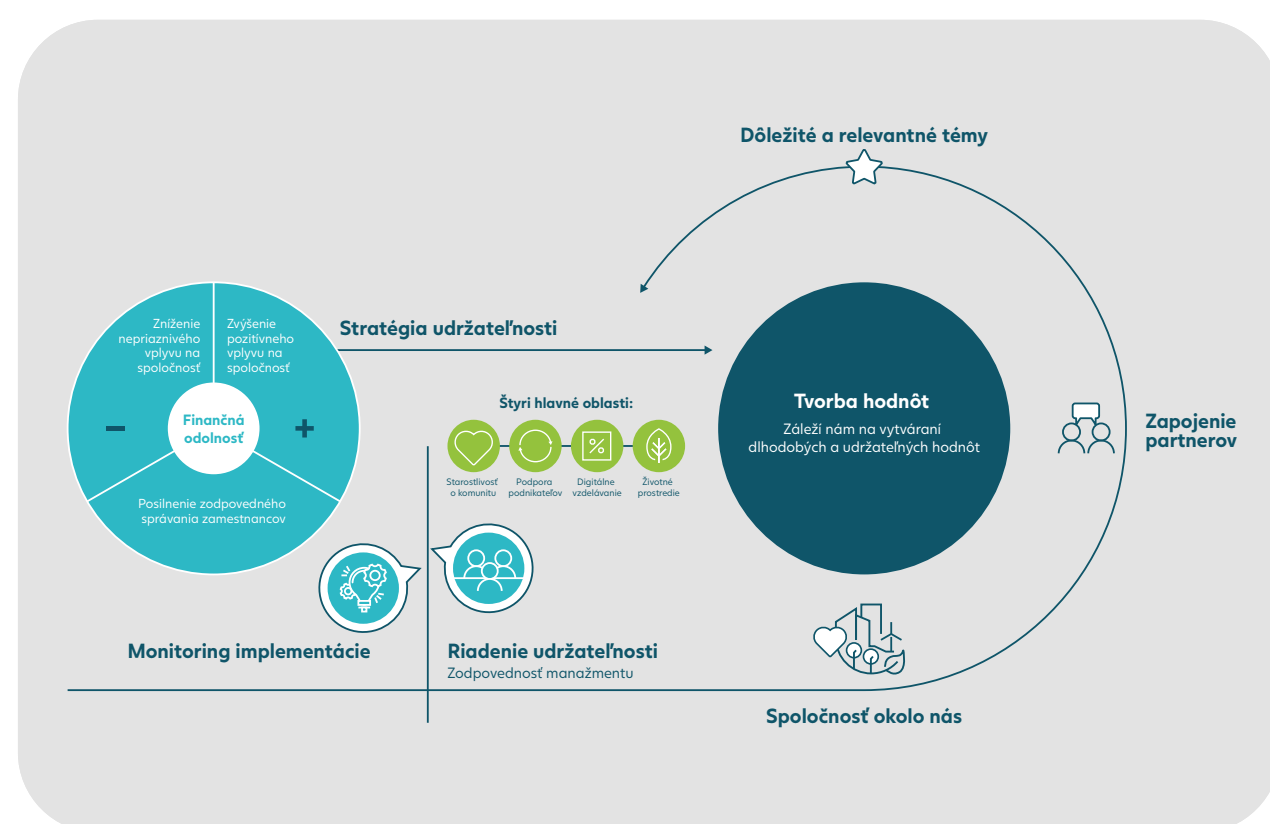 Dôležité a relevantné témy
Zníženie
nepriaznivého
vplyvu na
spoločnosť
Zvýšenie
pozitívneho
vplyvu na
spoločnosť
Finančná
odolnosť
Posilnenie zodpovedného
správania zamestnancov
Stratégia udržateľnosti
Štyri hlavné oblasti:
Starostlivosť
o komunitu
Podpora
podnikateľov
Digitálne
vzdelávanie
Životné
prostredie
Tvorba hodnôt
Záleží nám na vytváraní
dlhodobých a udržateľných hodnôt
Zapojenie
partnerov
Monitoring implementácie
Riadenie udržateľnosti
Zodpovednosť manažmentu
Spoločnosť okolo nás